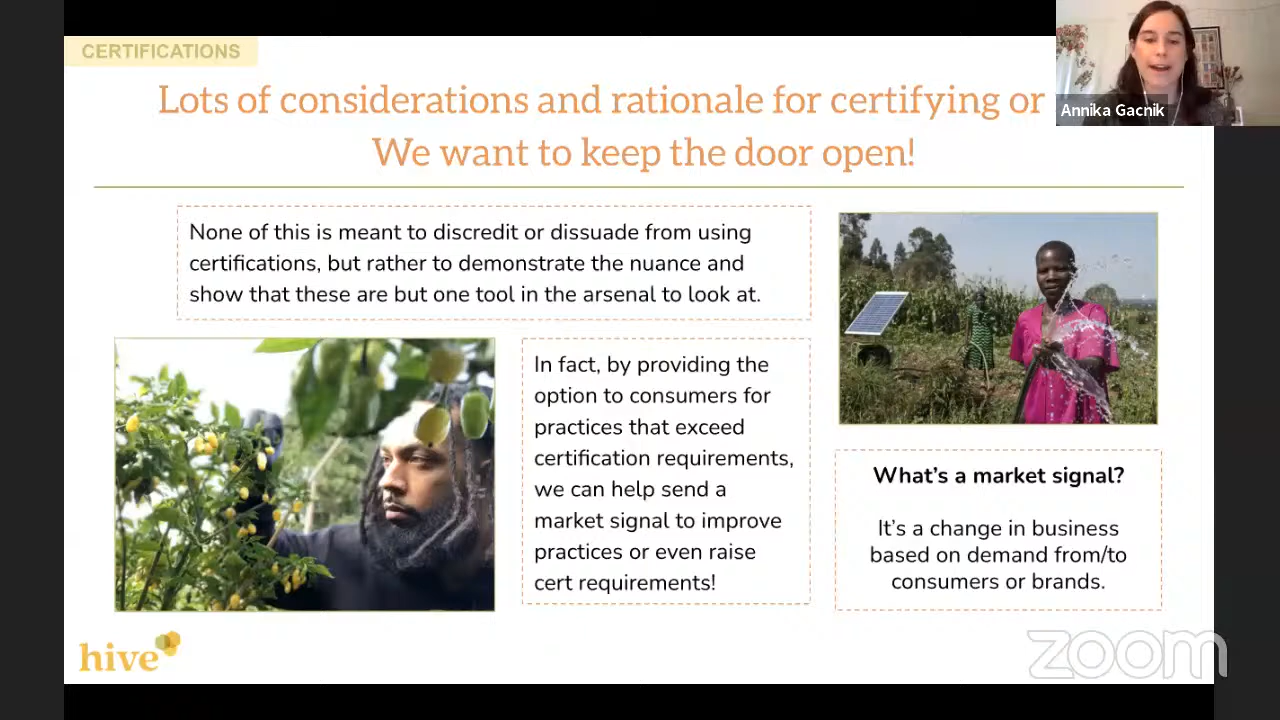 CERTIFICATIONS
Lots of considerations and rationale for certifying or
We want to keep the door open!
Annika Gacnik
None of this is meant to discredit or dissuade from using
certifications, but rather to demonstrate the nuance and
show that these are but one tool in the arsenal to look at.
In fact, by providing the
option to consumers for
practices that exceed
certification requirements,
we can help send a
market signal to improve
practices or even raise
cert requirements!
What's a market signal?
It's a change in business
based on demand from/to
consumers or brands.
hive
zoom